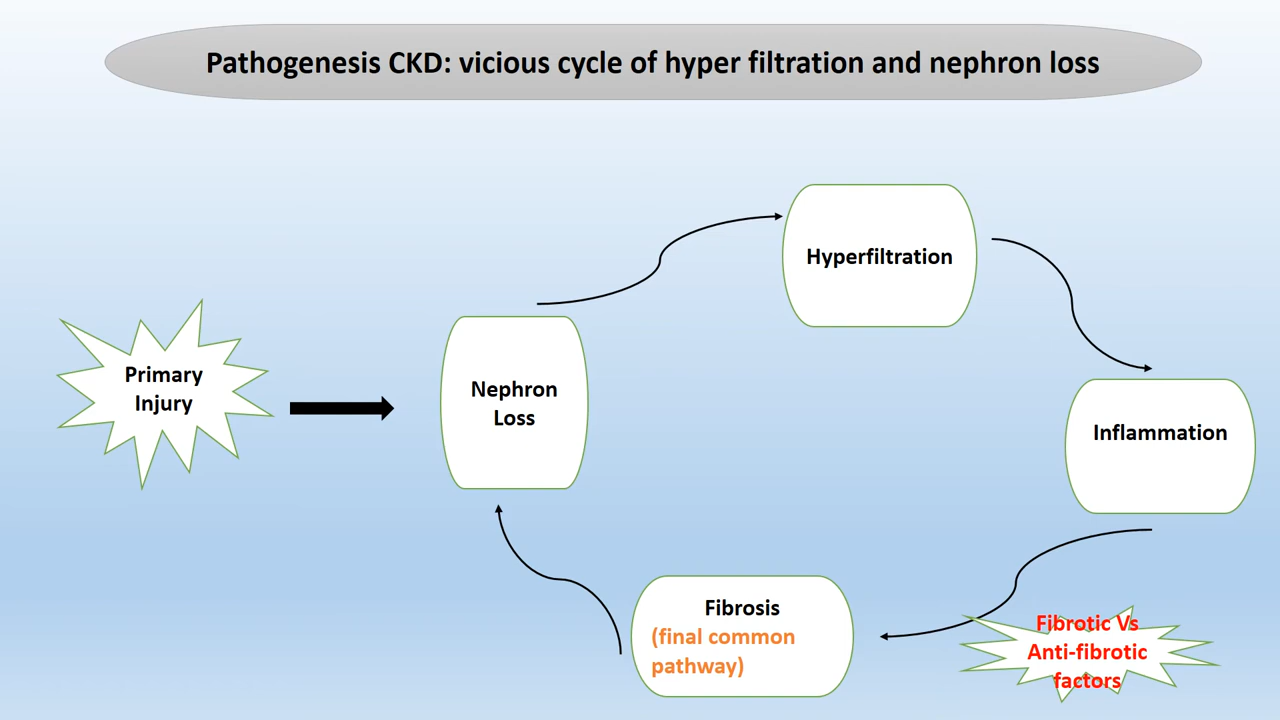 Pathogenesis CKD: vicious cycle of hyper filtration and nephron loss
Hyperfiltration
Primary
Injury
Nephron
Loss
Inflammation
Fibrosis
(final common
pathway)
Fibrotic Vs
Anti-fibrotic
factors